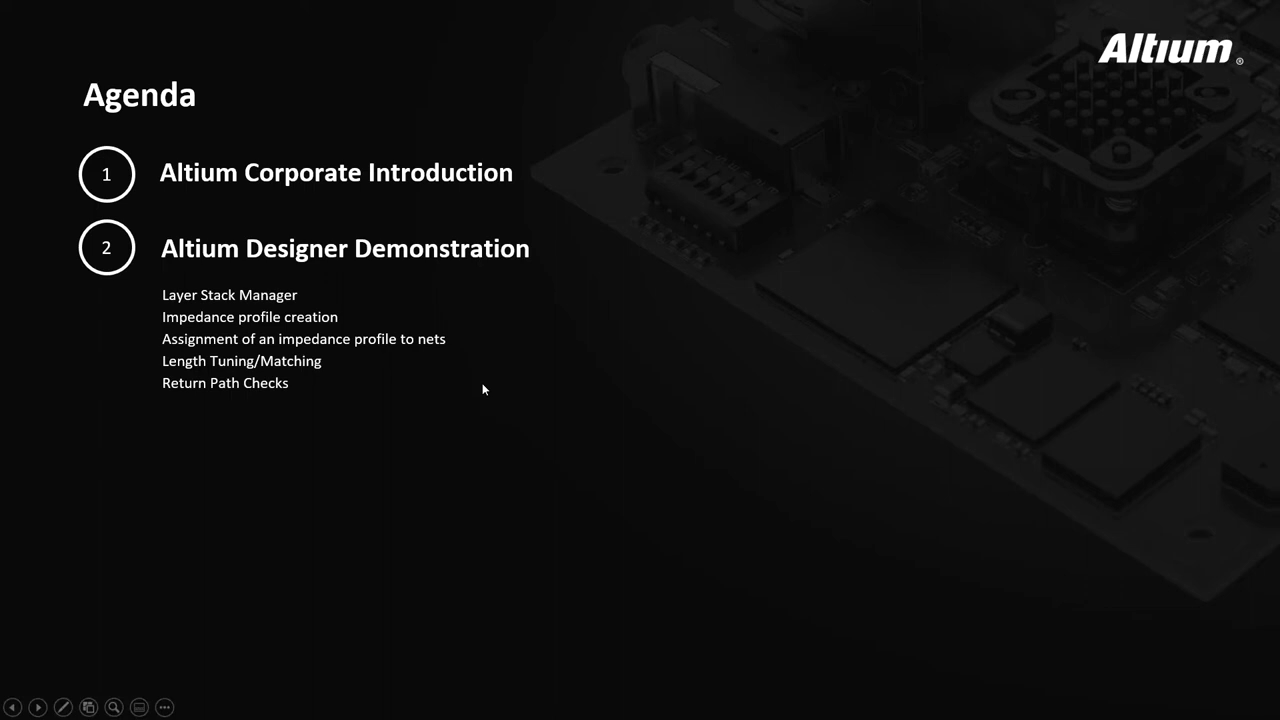 Altium®
Agenda
1
Altium Corporate Introduction
2
Altium Designer Demonstration
Layer Stack Manager
Impedance profile creation
Assignment of an impedance profile to nets
Length Tuning/Matching
Return Path Checks